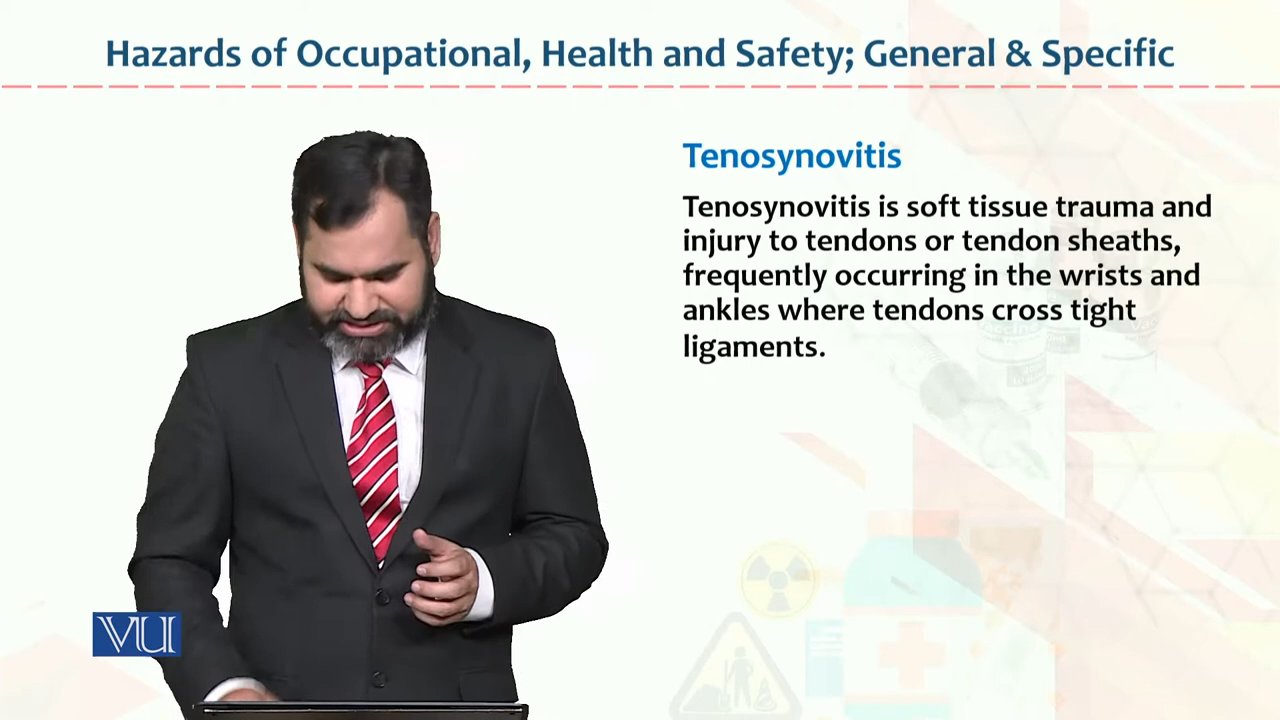 Hazards of Occupational, Health and Safety; General & Specific
Tenosynovitis
Tenosynovitis is soft tissue trauma and
injury to tendons or tendon sheaths,
frequently occurring in the wrists and
ankles where tendons cross tight
ligaments.
VU